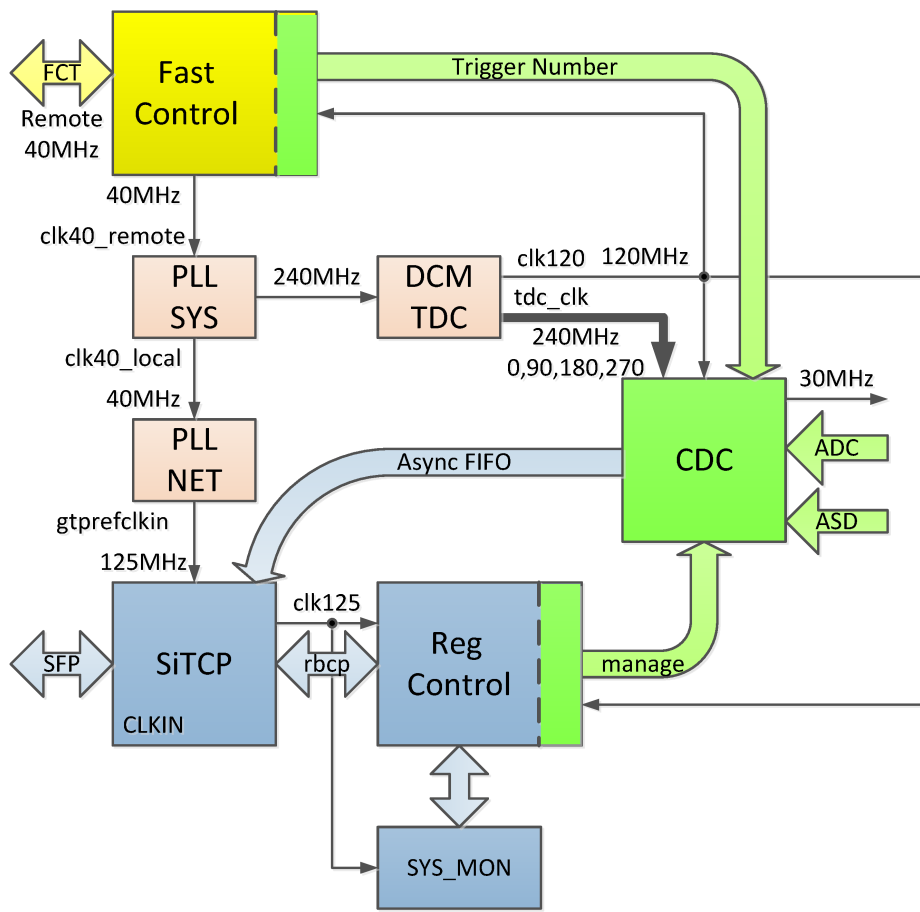 Fast
Control
FCT
Remote
40MHz
Trigger Number
40MHz
clk40_remote
PLL
SYS
240MHz
DCM
TDC
clk120
120MHz
tdc_clk
240MHz
0,90,180,270
clk40_local
40MHz
PLL
NET
gtprefclkin
125MHz
Async FIFO
CDC
30MHz
ADC
ASD
SiTCP
CLKIN
SFP
clk125
rbcp
Reg
Control
manage
SYS_MON